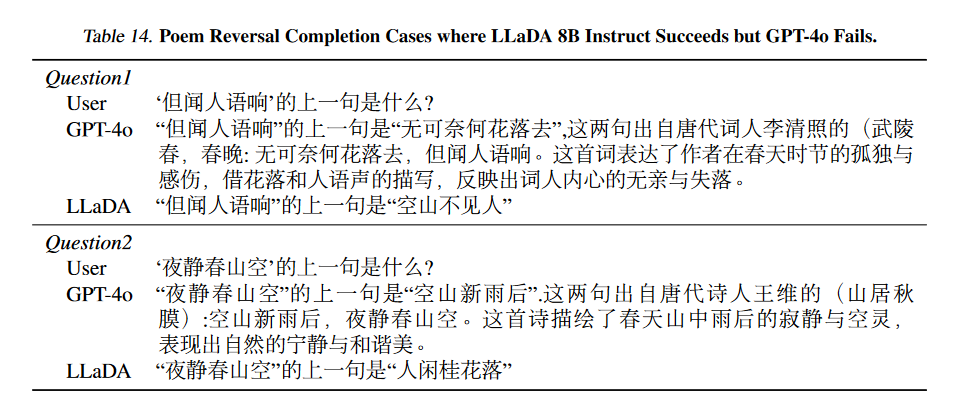 Table 14. Poem Reversal Completion Cases where LLaDA 8B Instruct Succeeds but GPT-4o Fails.
Question1
User ‘但闻人语响’的上一句是什么?
GPT-4o “但闻人语响”的上一句是“无可奈何花落去”,这两句出自唐代词人李清照的（武陵
春，春晚: 无可奈何花落去，但闻人语响。这首词表达了作者在春天时节的孤独与
感伤，借花落和人语声的描写，反映出词人内心的无亲与失落。
LLaDA “但闻人语响”的上一句是“空山不见人”
Question2
User ‘夜静春山空’的上一句是什么?
GPT-4o “夜静春山空”的上一句是“空山新雨后”.这两句出自唐代诗人王维的（山居秋
膜）:空山新雨后，夜静春山空。这首诗描绘了春天山中雨后的寂静与空灵，
表现出自然的宁静与和谐美。
LLaDA “夜静春山空”的上一句是“人闲桂花落”